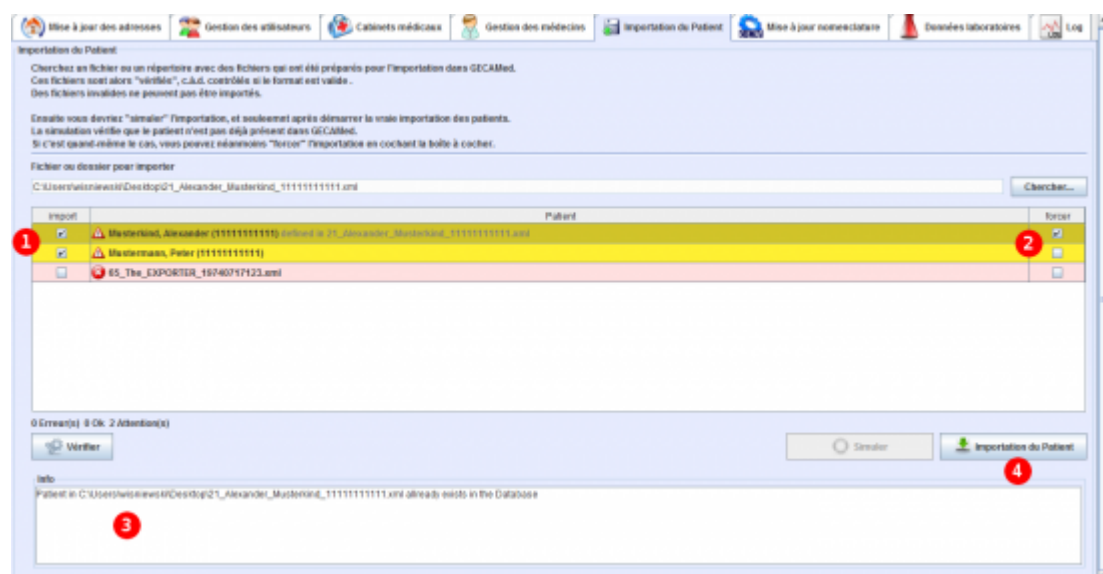 Mise à jour des adresses Gestion des utilisateurs Cabinets médicaux Gestion des médecins Importation du Patient Mise à jour nomenclature Données laboratoires Log
Importation du Patient
Cherchez un fichier ou un répertoire avec des fichiers qui ont été préparés pour l'importation dans GECAMed.
Ces fichiers sont alors "vérifiés", c.à.d. contrôlés si le format est valide .
Des fichiers invalides ne peuvent pas être importés.
Ensuite vous devriez "simuler" l'importation, et seulement après démarrer la vraie importation des patients.
La simulation vérifie que le patient n'est pas déjà présent dans GECAMed.
Si c'est quand-même le cas, vous pouvez néanmoins "forcer" l'importation en cochant la boîte à cocher.
Fichier ou dossier pour importer
C:\Users\wisniewski\Desktop\21_Alexander_Musterkind_11111111111.xml Chercher...
import Patient forcer
1 Musterkind, Alexander (11111111111) defined in 21_Alexander_Musterkind_11111111111.xml 2
Mustermann, Peter (11111111111)
65_The_EXPORTER_19740717123.xml
0 Erreur(s) 0 Ok 2 Attention(s)
Vérifier Simuler Importation du Patient
4
Info
Patient in C:\Users\wisniewski\Desktop\21_Alexander_Musterkind_11111111111.xml allready exists in the Database
3